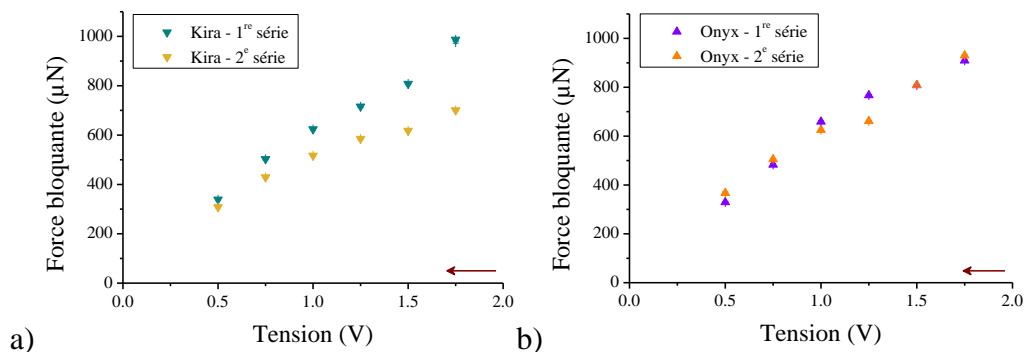 Kira - 1re série
Kira - 2e série
Force bloquante (µN)
1000
800
600
400
200
0
0.0 0.5 1.0 1.5 2.0
Tension (V)
a)
Onyx - 1re série
Onyx - 2e série
Force bloquante (µN)
1000
800
600
400
200
0
0.0 0.5 1.0 1.5 2.0
Tension (V)
b)